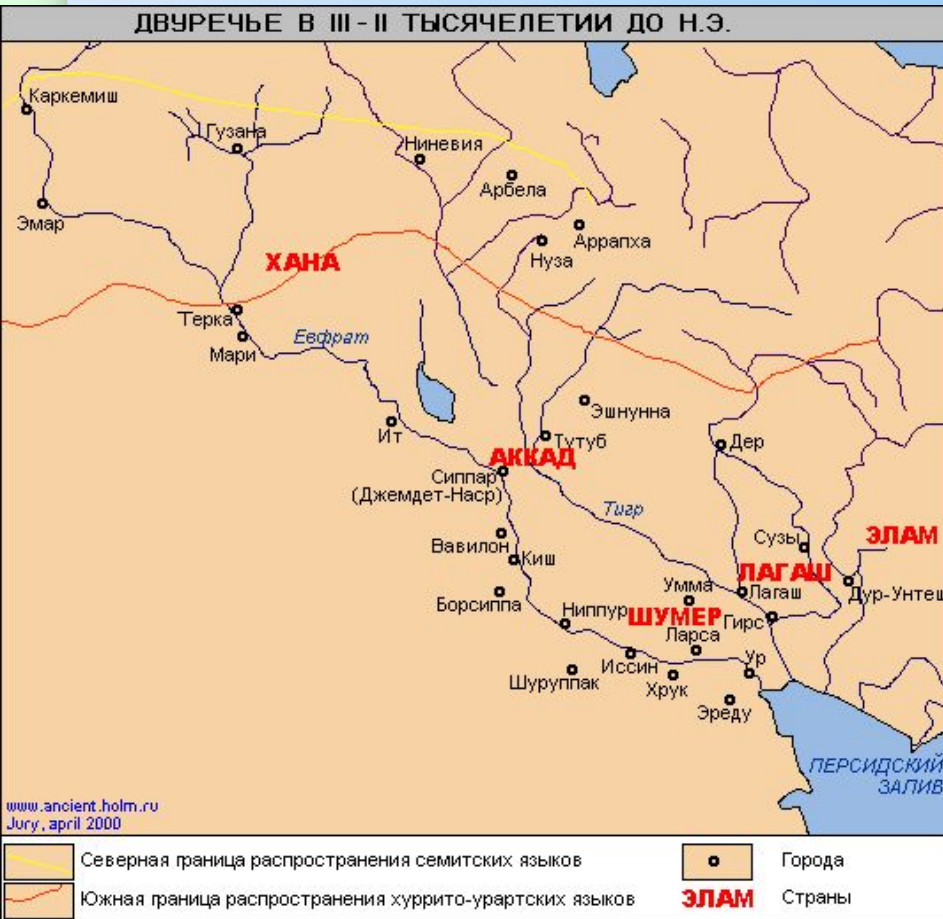 ДВУРЕЧЬЕ В III - II ТЫСЯЧЕЛЕТИИ ДО Н.Э.
Каркемиш
Гузана
Ниневия
Арбела
Эмар
Аррапха
Нуза
ХАНА
Терка
Мари
Евфрат
Эшнунна
Ит
Тутуб
Дер
АККАД
Сиппар
(Джемдет-Наср)
Тигр
Сузы
ЭЛАМ
Вавилон
Киш
ЛАГАШ
Умма
Лагаш
Дур-Унтеш
Борсиппа
Ниппур
ШУМЕР
Гирс
Ларса
Иссин
Ур
Шуруппак
Хрук
Эреду
ПЕРСИДСКИЙ
ЗАЛИВ
www.ancient.holm.ru
Jury, april 2000
Северная граница распространения семитских языков
Города
Южная граница распространения хуррито-урартских языков
ЭЛАМ
Страны